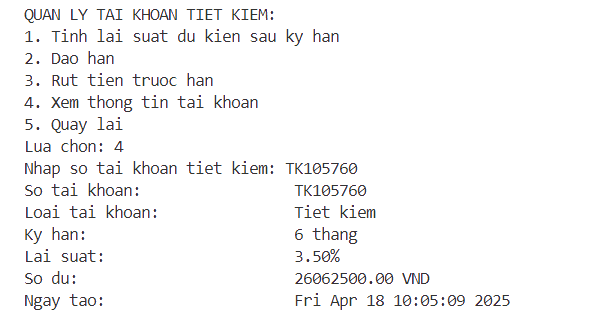 QUAN LY TAI KHOAN TIET KIEM:
1. Tinh lai suat du kien sau ky han
2. Dao han
3. Rut tien truoc han
4. Xem thong tin tai khoan
5. Quay lai
Lua chon: 4
Nhap so tai khoan tiet kiem: TK105760
So tai khoan: TK105760
Loai tai khoan: Tiet kiem
Ky han: 6 thang
Lai suat: 3.50%
So du: 26062500.00 VND
Ngay tao: Fri Apr 18 10:05:09 2025